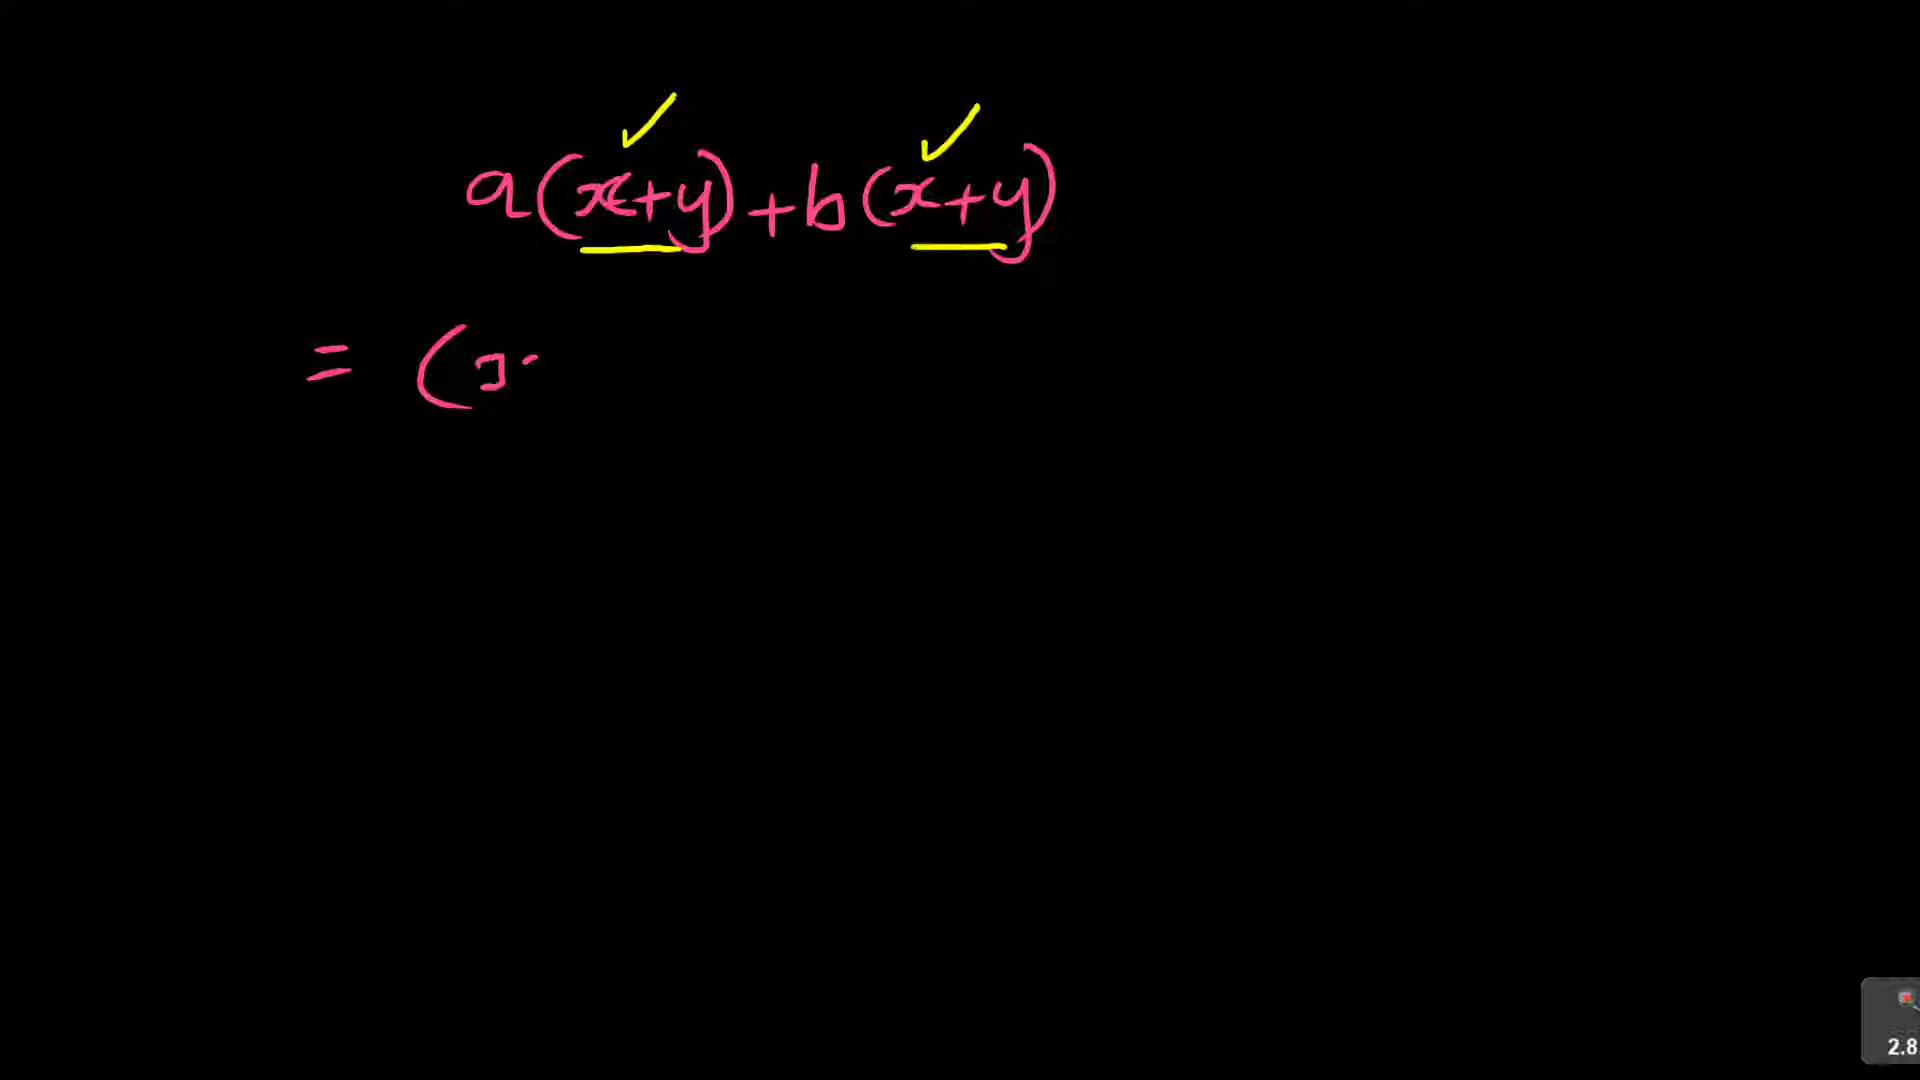 a(x+y)+b(x+y)
= (x
2.8